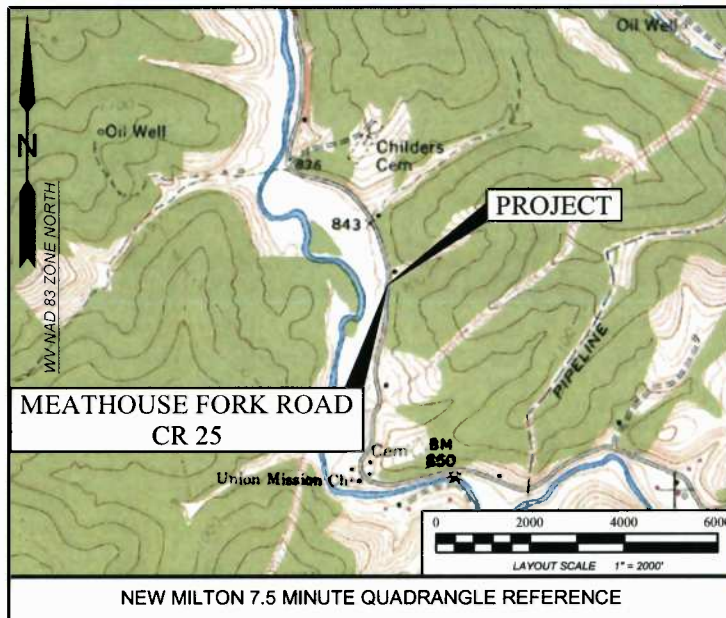 Oil Well
Oil Well
N
WV-NAD 83 ZONE NORTH
826
Childers
Cem
843
PROJECT
PIPELINE
MEATHOUSE FORK ROAD
CR 25
Cem
BM
850
Union Mission Ch
0 2000 4000 6000
LAYOUT SCALE 1" = 2000'
NEW MILTON 7.5 MINUTE QUADRANGLE REFERENCE